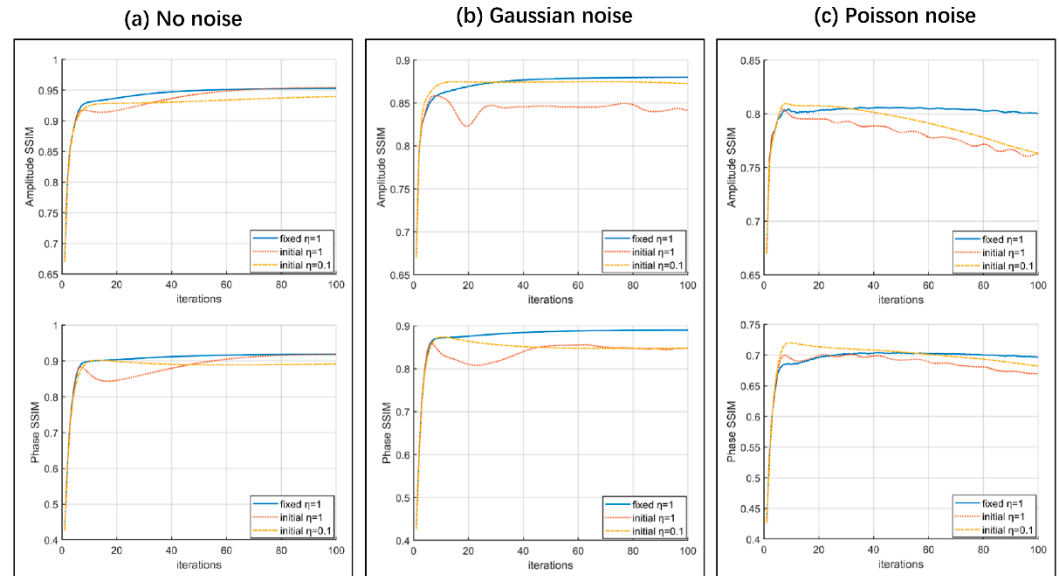 (a) No noise
(b) Gaussian noise
(c) Poisson noise
Amplitude SSIM
1
0.95
0.9
0.85
0.8
0.75
0.7
0.65
0 20 40 60 80 100
iterations
fixed η=1
initial η=1
initial η=0.1
Amplitude SSIM
0.9
0.85
0.8
0.75
0.7
0.65
0 20 40 60 80 100
iterations
fixed η=1
initial η=1
initial η=0.1
Amplitude SSIM
0.85
0.8
0.75
0.7
0.65
0 20 40 60 80 100
iterations
fixed η=1
initial η=1
initial η=0.1
Phase SSIM
1
0.9
0.8
0.7
0.6
0.5
0.4
0 20 40 60 80 100
iterations
fixed η=1
initial η=1
initial η=0.1
Phase SSIM
0.9
0.8
0.7
0.6
0.5
0.4
0 20 40 60 80 100
iterations
fixed η=1
initial η=1
initial η=0.1
Phase SSIM
0.75
0.7
0.65
0.6
0.55
0.5
0.45
0.4
0 20 40 60 80 100
iterations
fixed η=1
initial η=1
initial η=0.1